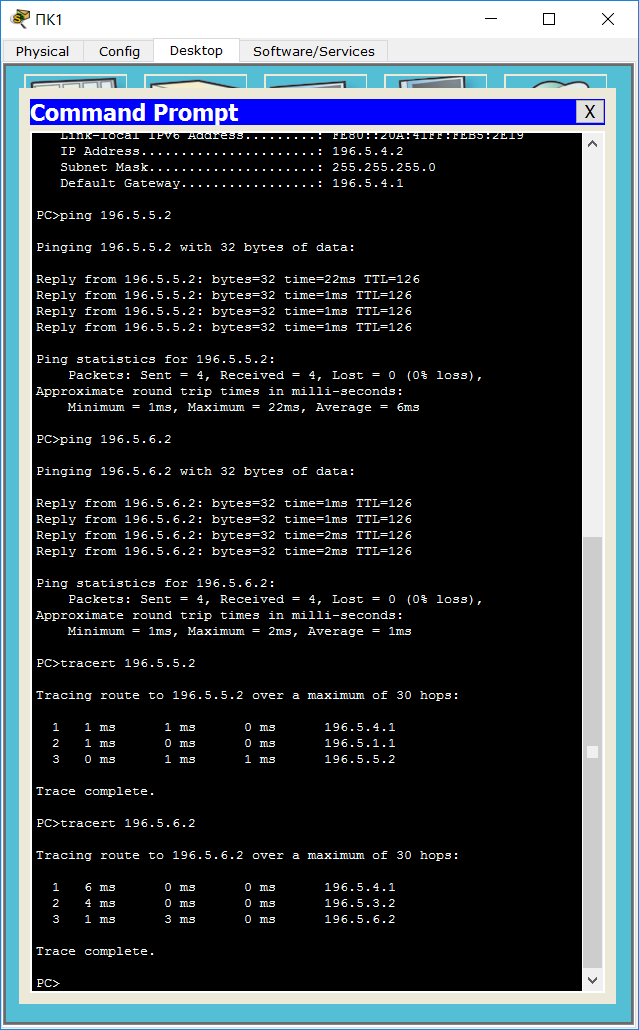 ПК1
Physical Config Desktop Software/Services
Command Prompt X
Link-local IPv6 Address.........: FE80::20A:41FF:FEB5:2E19
IP Address......................: 196.5.4.2
Subnet Mask.....................: 255.255.255.0
Default Gateway.................: 196.5.4.1
PC>ping 196.5.5.2
Pinging 196.5.5.2 with 32 bytes of data:
Reply from 196.5.5.2: bytes=32 time=22ms TTL=126
Reply from 196.5.5.2: bytes=32 time=1ms TTL=126
Reply from 196.5.5.2: bytes=32 time=1ms TTL=126
Reply from 196.5.5.2: bytes=32 time=1ms TTL=126
Ping statistics for 196.5.5.2:
Packets: Sent = 4, Received = 4, Lost = 0 (0% loss),
Approximate round trip times in milli-seconds:
Minimum = 1ms, Maximum = 22ms, Average = 6ms
PC>ping 196.5.6.2
Pinging 196.5.6.2 with 32 bytes of data:
Reply from 196.5.6.2: bytes=32 time=1ms TTL=126
Reply from 196.5.6.2: bytes=32 time=1ms TTL=126
Reply from 196.5.6.2: bytes=32 time=2ms TTL=126
Reply from 196.5.6.2: bytes=32 time=2ms TTL=126
Ping statistics for 196.5.6.2:
Packets: Sent = 4, Received = 4, Lost = 0 (0% loss),
Approximate round trip times in milli-seconds:
Minimum = 1ms, Maximum = 2ms, Average = 1ms
PC>tracert 196.5.5.2
Tracing route to 196.5.5.2 over a maximum of 30 hops:
1 1 ms 1 ms 0 ms 196.5.4.1
2 1 ms 0 ms 0 ms 196.5.1.1
3 0 ms 1 ms 1 ms 196.5.5.2
Trace complete.
PC>tracert 196.5.6.2
Tracing route to 196.5.6.2 over a maximum of 30 hops:
1 6 ms 0 ms 0 ms 196.5.4.1
2 4 ms 0 ms 0 ms 196.5.3.2
3 1 ms 3 ms 0 ms 196.5.6.2
Trace complete.
PC>